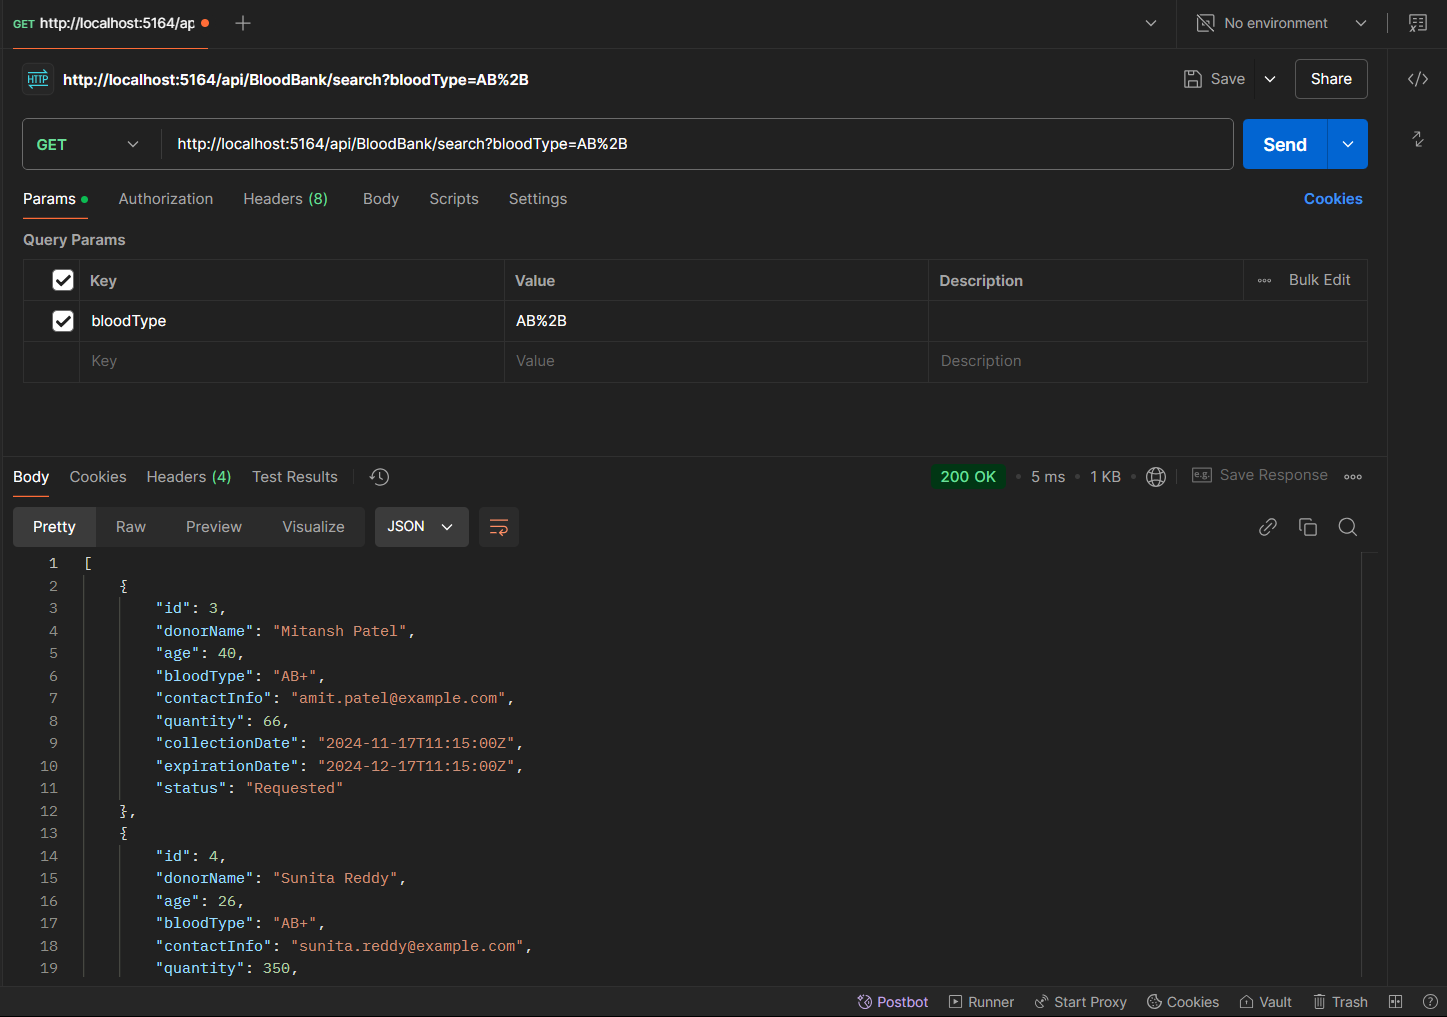 GET http://localhost:5164/ap
No environment
HTTP http://localhost:5164/api/BloodBank/search?bloodType=AB%2B
Save
Share
GET http://localhost:5164/api/BloodBank/search?bloodType=AB%2B
Send
Params Authorization Headers (8) Body Scripts Settings Cookies
Query Params
Key Value Description Bulk Edit
bloodType AB%2B
Key Value Description
Body Cookies Headers (4) Test Results 200 OK 5 ms 1 KB e.g. Save Response
Pretty Raw Preview Visualize JSON
1 [
2 {
3 "id": 3,
4 "donorName": "Mitansh Patel",
5 "age": 40,
6 "bloodType": "AB+",
7 "contactInfo": "amit.patel@example.com",
8 "quantity": 66,
9 "collectionDate": "2024-11-17T11:15:00Z",
10 "expirationDate": "2024-12-17T11:15:00Z",
11 "status": "Requested"
12 },
13 {
14 "id": 4,
15 "donorName": "Sunita Reddy",
16 "age": 26,
17 "bloodType": "AB+",
18 "contactInfo": "sunita.reddy@example.com",
19 "quantity": 350,
Postbot Runner Start Proxy Cookies Vault Trash